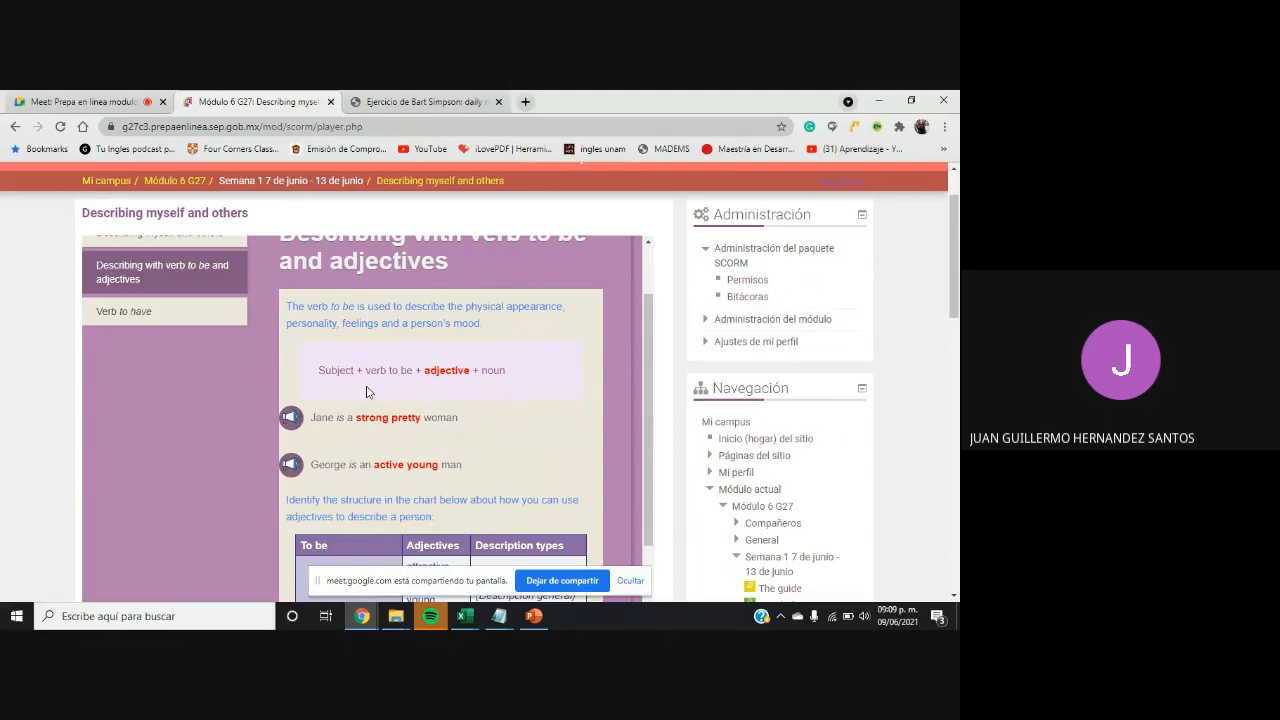 Meet: Prepa en linea modulo
Módulo 6 G27: Describing myse
Ejercicio de Bart Simpson: daily r
g27c3.prepaenlinea.sep.gob.mx/mod/scorm/player.php
Bookmarks
Tu Ingles podcast p...
Four Corners Class...
Emisión de Compro...
YouTube
iLovePDF | Herrami...
ingles unam
MADEMS
Maestría en Desarr...
(31) Aprendizaje - Y...
Mi campus / Módulo 6 G27 / Semana 1 7 de junio - 13 de junio / Describing myself and others
Describing myself and others
Describing myself and others
Describing with verb to be and
adjectives
Verb to have
Describing with verb to be
and adjectives
The verb to be is used to describe the physical appearance,
personality, feelings and a person's mood.
Subject + verb to be + adjective + noun
Jane is a strong pretty woman
George is an active young man
Identify the structure in the chart below about how you can use
adjectives to describe a person:
To be
Adjectives
Description types
attractive
young
(Descripción general)
meet.google.com está compartiendo tu pantalla.
Dejar de compartir
Ocultar
Administración
Administración del paquete
SCORM
Permisos
Bitácoras
Administración del módulo
Ajustes de mi perfil
Navegación
Mi campus
Inicio (hogar) del sitio
Páginas del sitio
Mi perfil
Módulo actual
Módulo 6 G27
Compañeros
General
Semana 1 7 de junio -
13 de junio
The guide
J
JUAN GUILLERMO HERNANDEZ SANTOS
Escribe aquí para buscar
09:09 p. m.
09/06/2021
3